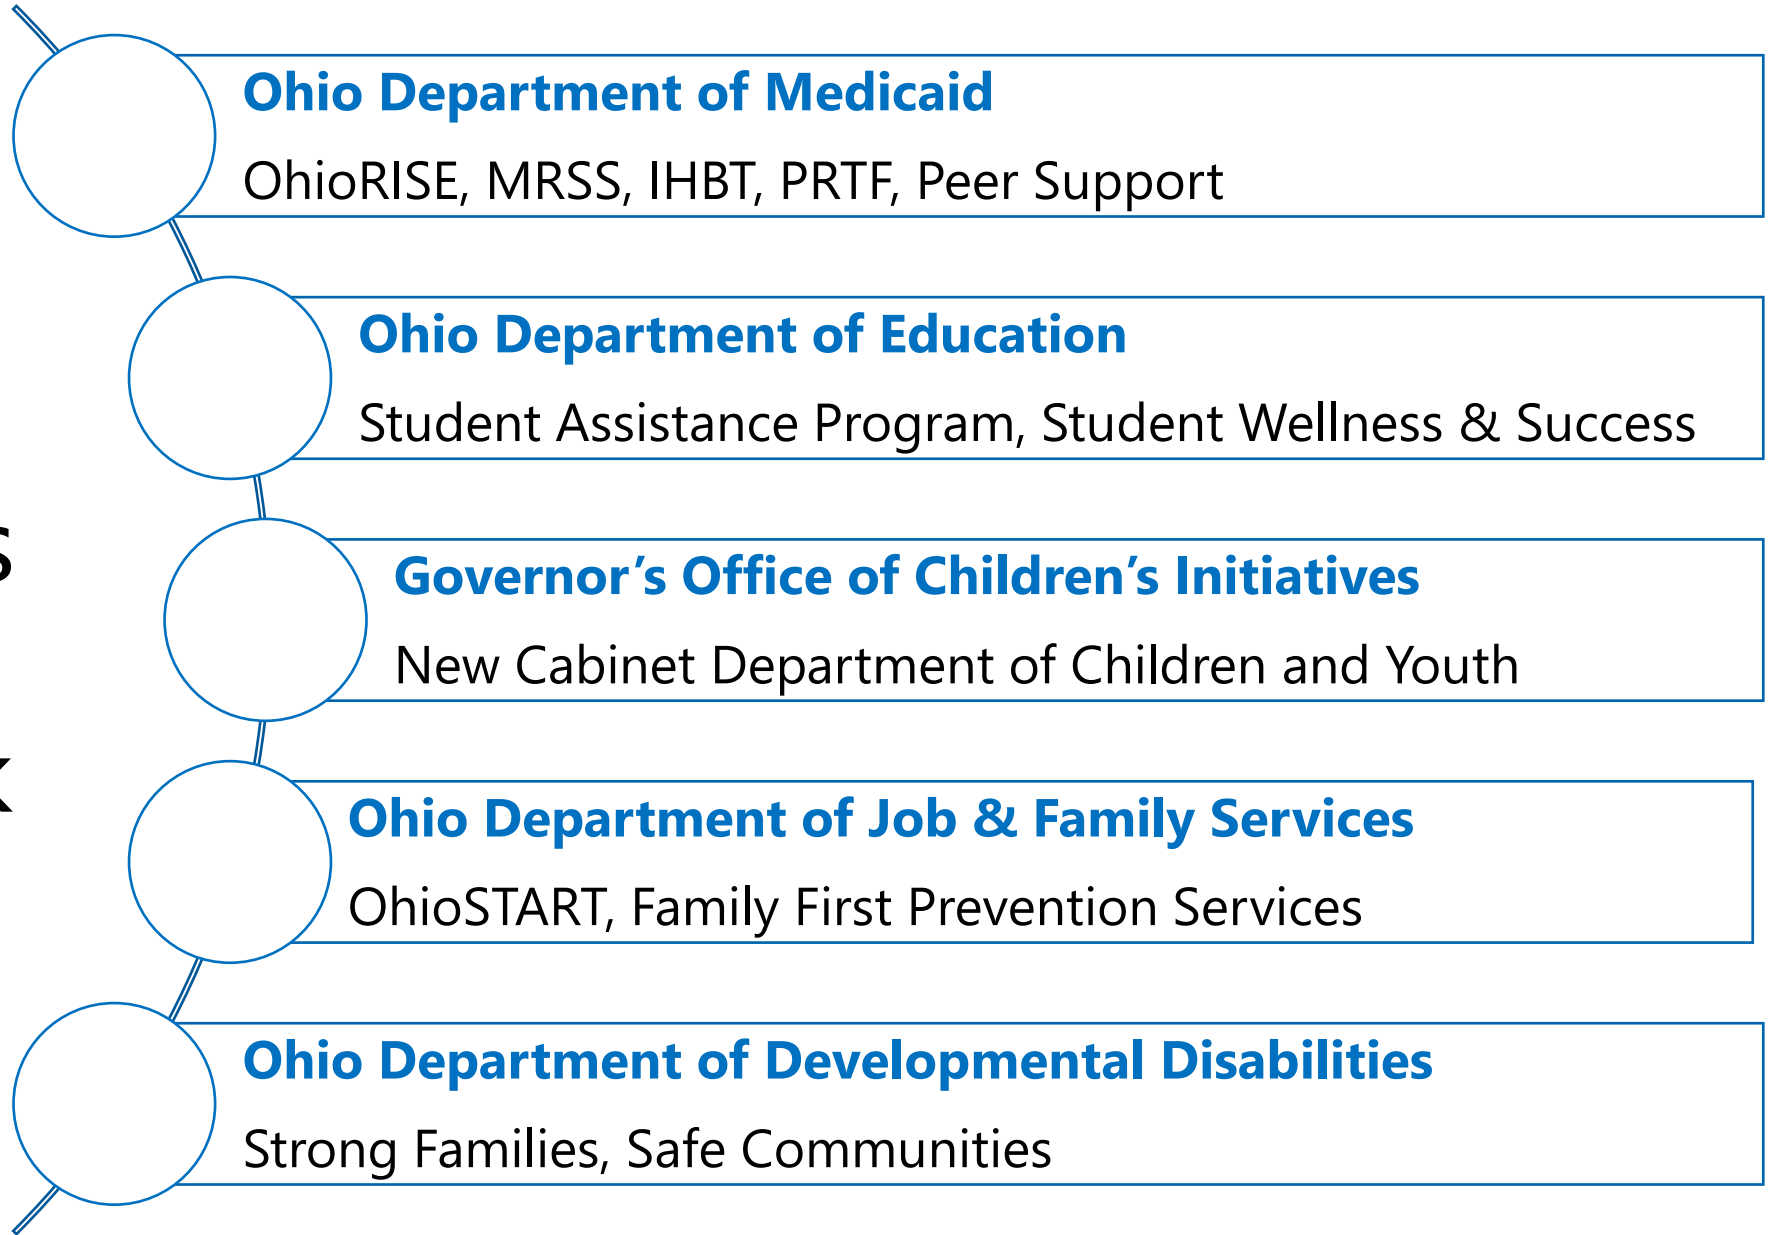 Ohio Department of Medicaid
OhioRISE, MRSS, IHBT, PRTF, Peer Support
Ohio Department of Education
Student Assistance Program, Student Wellness & Success
Governor’s Office of Children’s Initiatives
New Cabinet Department of Children and Youth
Ohio Department of Job & Family Services
OhioSTART, Family First Prevention Services
Ohio Department of Developmental Disabilities
Strong Families, Safe Communities